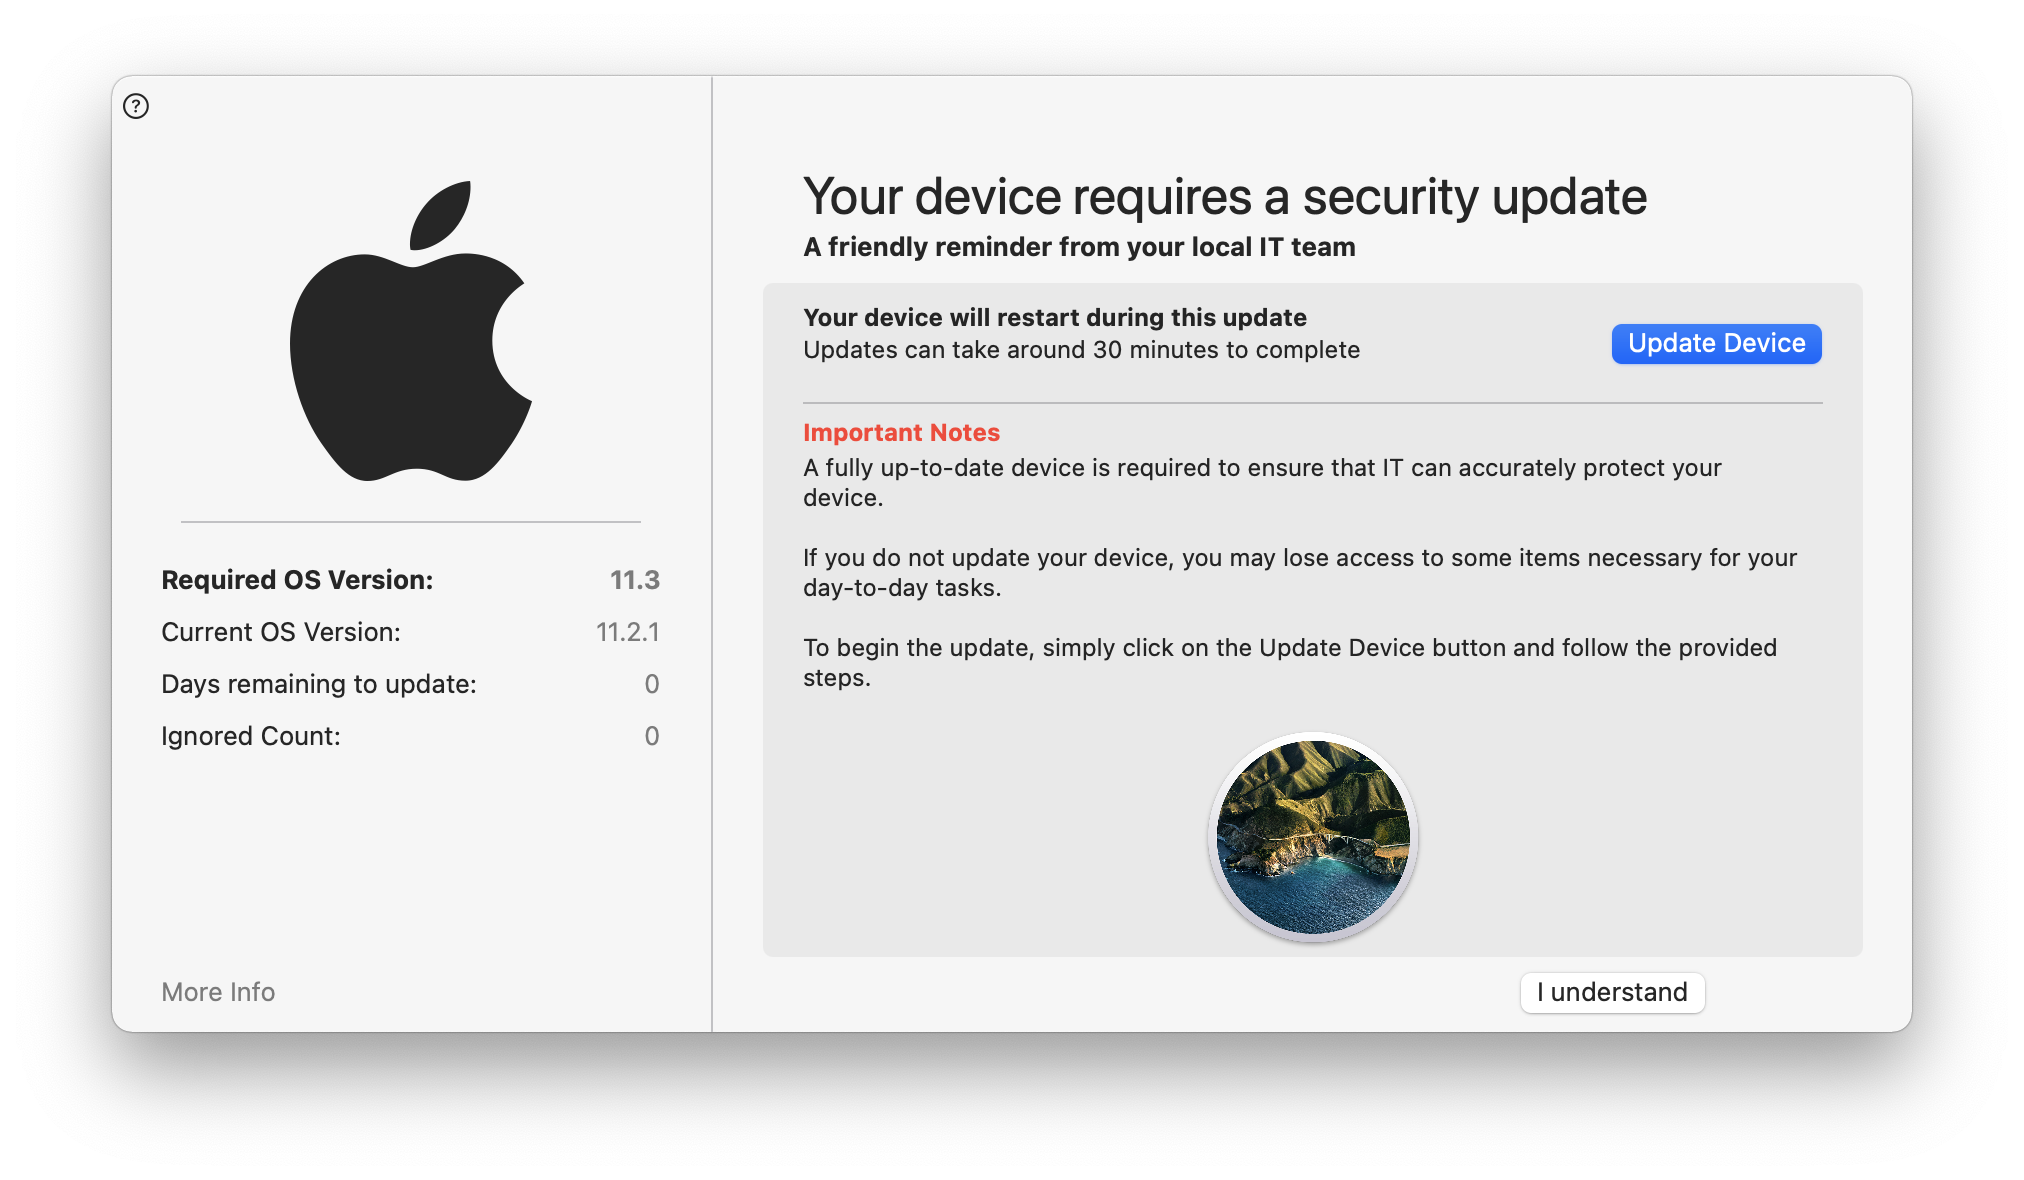 ?
Required OS Version: 11.3
Current OS Version: 11.2.1
Days remaining to update: 0
Ignored Count: 0
More Info
Your device requires a security update
A friendly reminder from your local IT team
Your device will restart during this update
Updates can take around 30 minutes to complete
Update Device
Important Notes
A fully up-to-date device is required to ensure that IT can accurately protect your
device.
If you do not update your device, you may lose access to some items necessary for your
day-to-day tasks.
To begin the update, simply click on the Update Device button and follow the provided
steps.
I understand